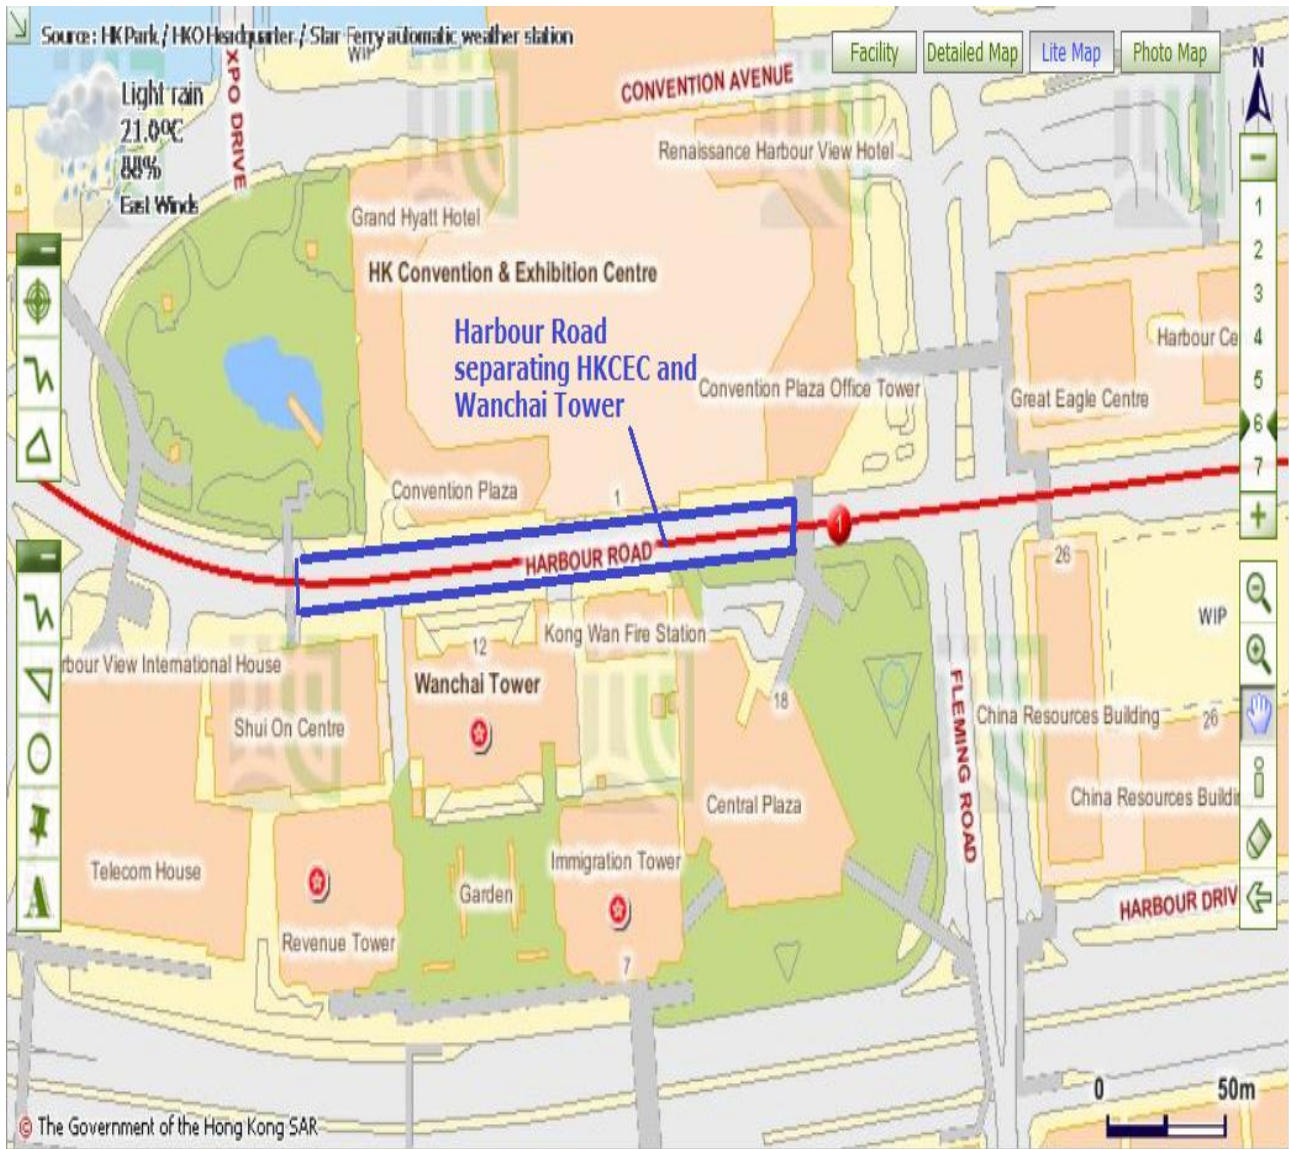 Source: HK Park / HKO Headquarter / Star Ferry automatic weather station
WIP
Facility
Detailed Map
Lite Map
Photo Map
N
Light rain
21.0ºC
88%
East Winds
XPO DRIVE
CONVENTION AVENUE
Renaissance Harbour View Hotel
Grand Hyatt Hotel
HK Convention & Exhibition Centre
Harbour Road
separating HKCEC and
Wanchai Tower
Convention Plaza Office Tower
Great Eagle Centre
Harbour Ce
1
2
3
4
5
6
7
Convention Plaza
1
HARBOUR ROAD
1
26
WIP
Kong Wan Fire Station
12
Wanchai Tower
rbour View International House
Shui On Centre
18
FLEMING ROAD
China Resources Building
26
China Resources Buildi
Central Plaza
Telecom House
Immigration Tower
Garden
Revenue Tower
7
HARBOUR DRIV
A
0
50m
© The Government of the Hong Kong SAR